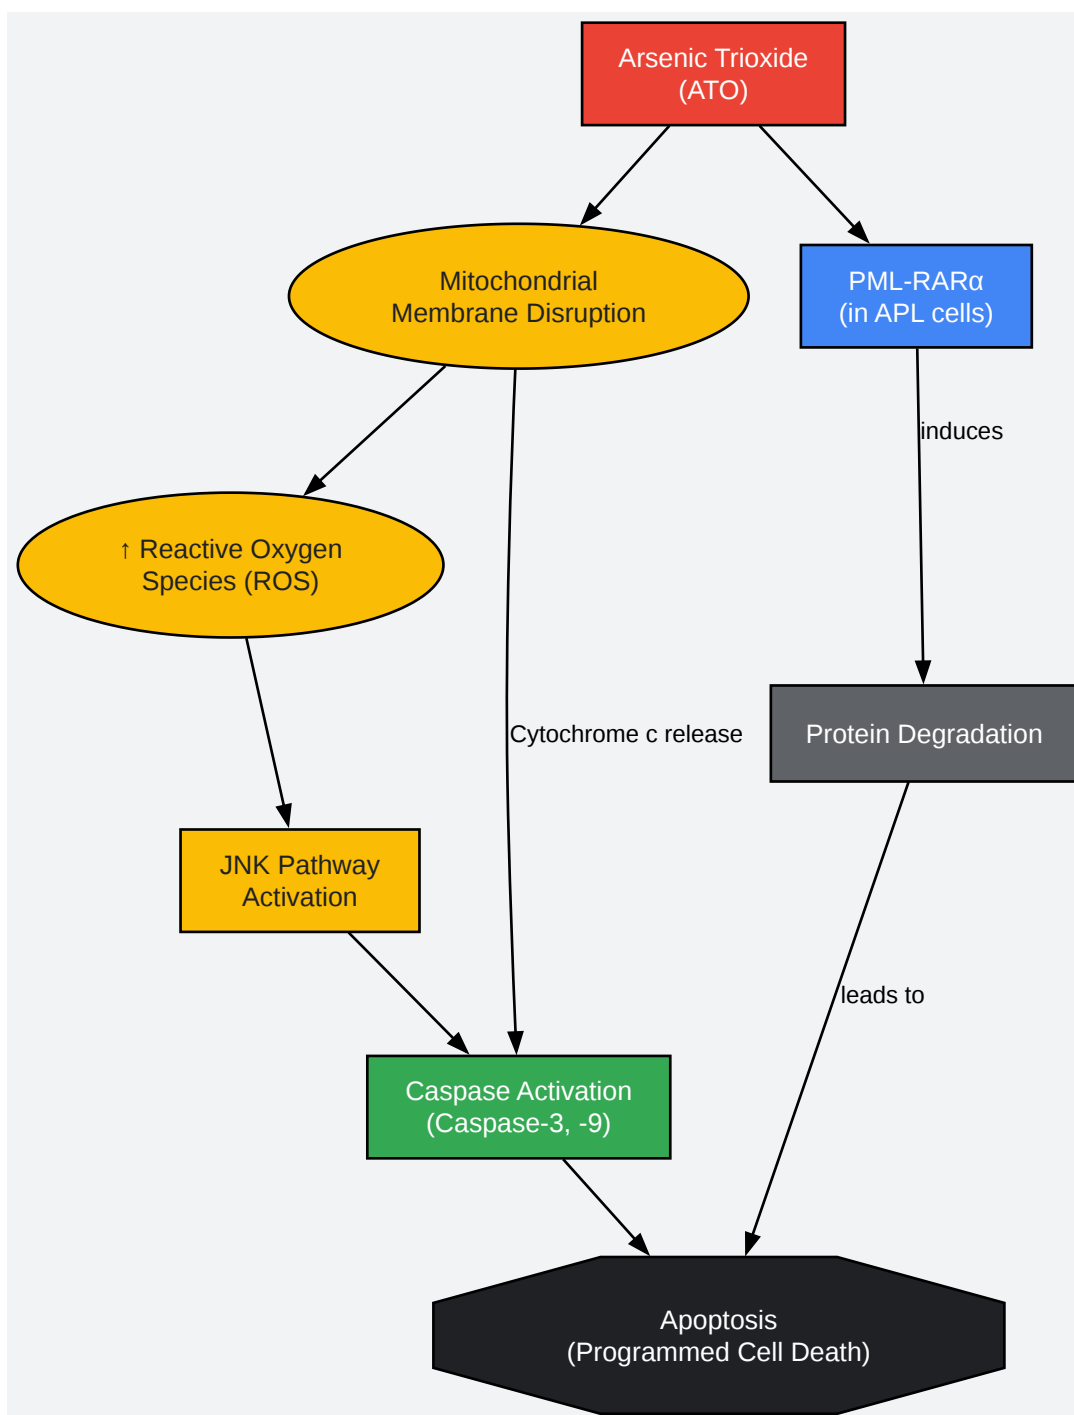 Arsenic Trioxide
(ATO)
Mitochondrial
Membrane Disruption
PML-RARα
(in APL cells)
induces
↑ Reactive Oxygen
Species (ROS)
Cytochrome c release
Protein Degradation
JNK Pathway
Activation
leads to
Caspase Activation
(Caspase-3, -9)
Apoptosis
(Programmed Cell Death)